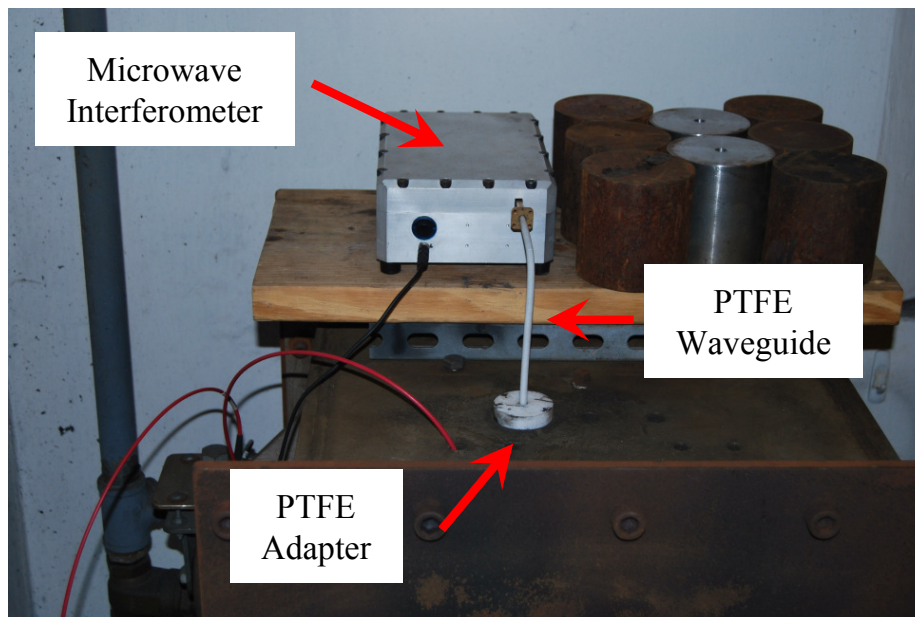 Microwave
Interferometer
PTFE
Waveguide
PTFE
Adapter